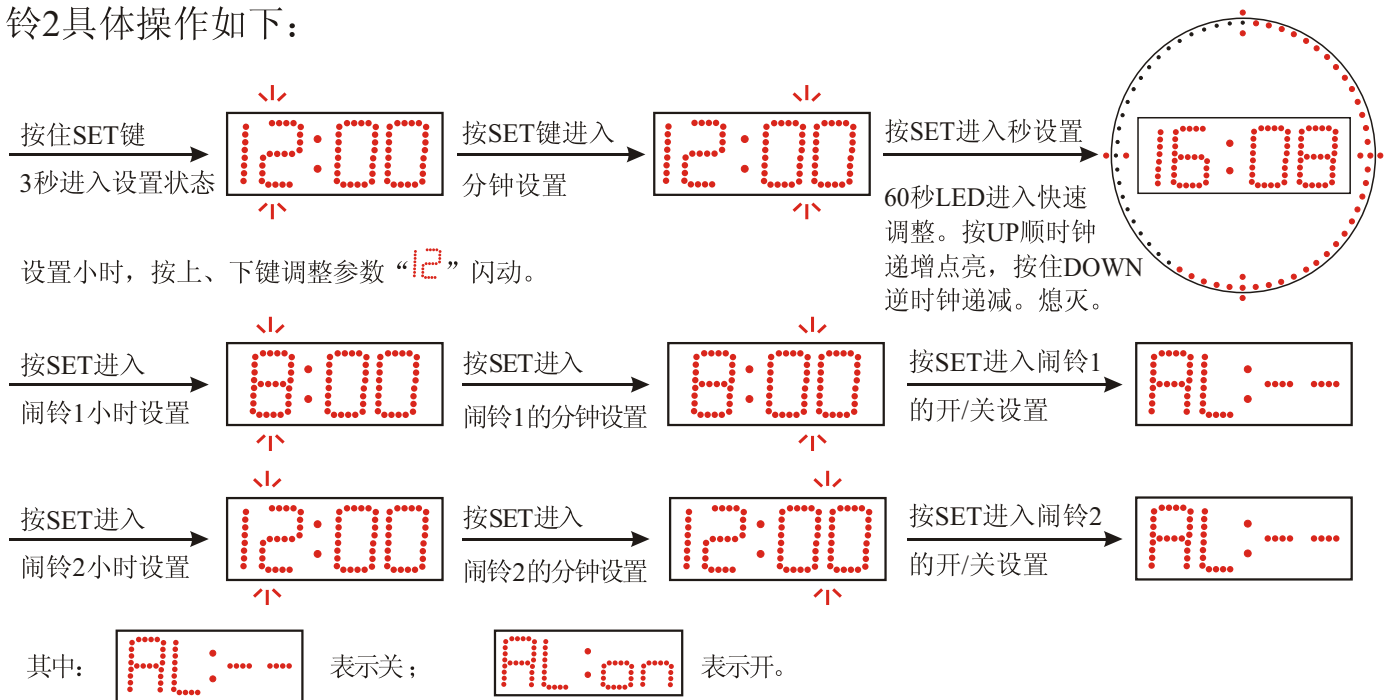 铃2具体操作如下：
按住SET键
3秒进入设置状态
12:00
按SET键进入
分钟设置
12:00
按SET进入秒设置
60秒LED进入快速
调整。按UP顺时钟
递增点亮，按住DOWN
逆时钟递减。熄灭。
16:08
设置小时，按上、下键调整参数“12”闪动。
按SET进入
闹铃1小时设置
8:00
按SET进入
闹铃1的分钟设置
8:00
按SET进入闹铃1
的开/关设置
AL:--
按SET进入
闹铃2小时设置
12:00
按SET进入
闹铃2的分钟设置
12:00
按SET进入闹铃2
的开/关设置
AL:--
其中：
AL:--
表示关；
AL:on
表示开。